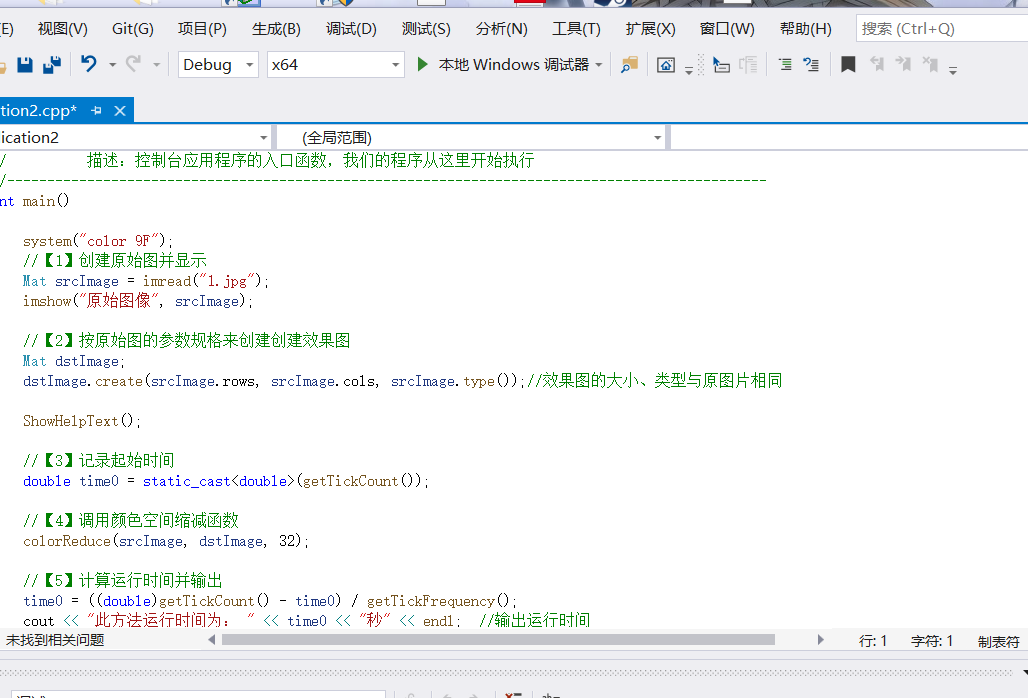 (E) 视图(V) Git(G) 项目(P) 生成(B) 调试(D) 测试(S) 分析(N) 工具(T) 扩展(X) 窗口(W) 帮助(H) 搜索 (Ctrl+Q)
Debug x64 本地 Windows 调试器
tion2.cpp*
ication2 (全局范围)
/ 描述：控制台应用程序的入口函数，我们的程序从这里开始执行
/-----------------------------------------------------------------------------------------------
nt main()
system("color 9F");
//【1】创建原始图并显示
Mat srcImage = imread("1.jpg");
imshow("原始图像", srcImage);
//【2】按原始图的参数规格来创建创建效果图
Mat dstImage;
dstImage.create(srcImage.rows, srcImage.cols, srcImage.type());//效果图的大小、类型与原图片相同
ShowHelpText();
//【3】记录起始时间
double time0 = static_cast<double>(getTickCount());
//【4】调用颜色空间缩减函数
colorReduce(srcImage, dstImage, 32);
//【5】计算运行时间并输出
time0 = ((double)getTickCount() - time0) / getTickFrequency();
cout << "此方法运行时间为： " << time0 << "秒" << endl; //输出运行时间
未找到相关问题 行: 1 字符: 1 制表符